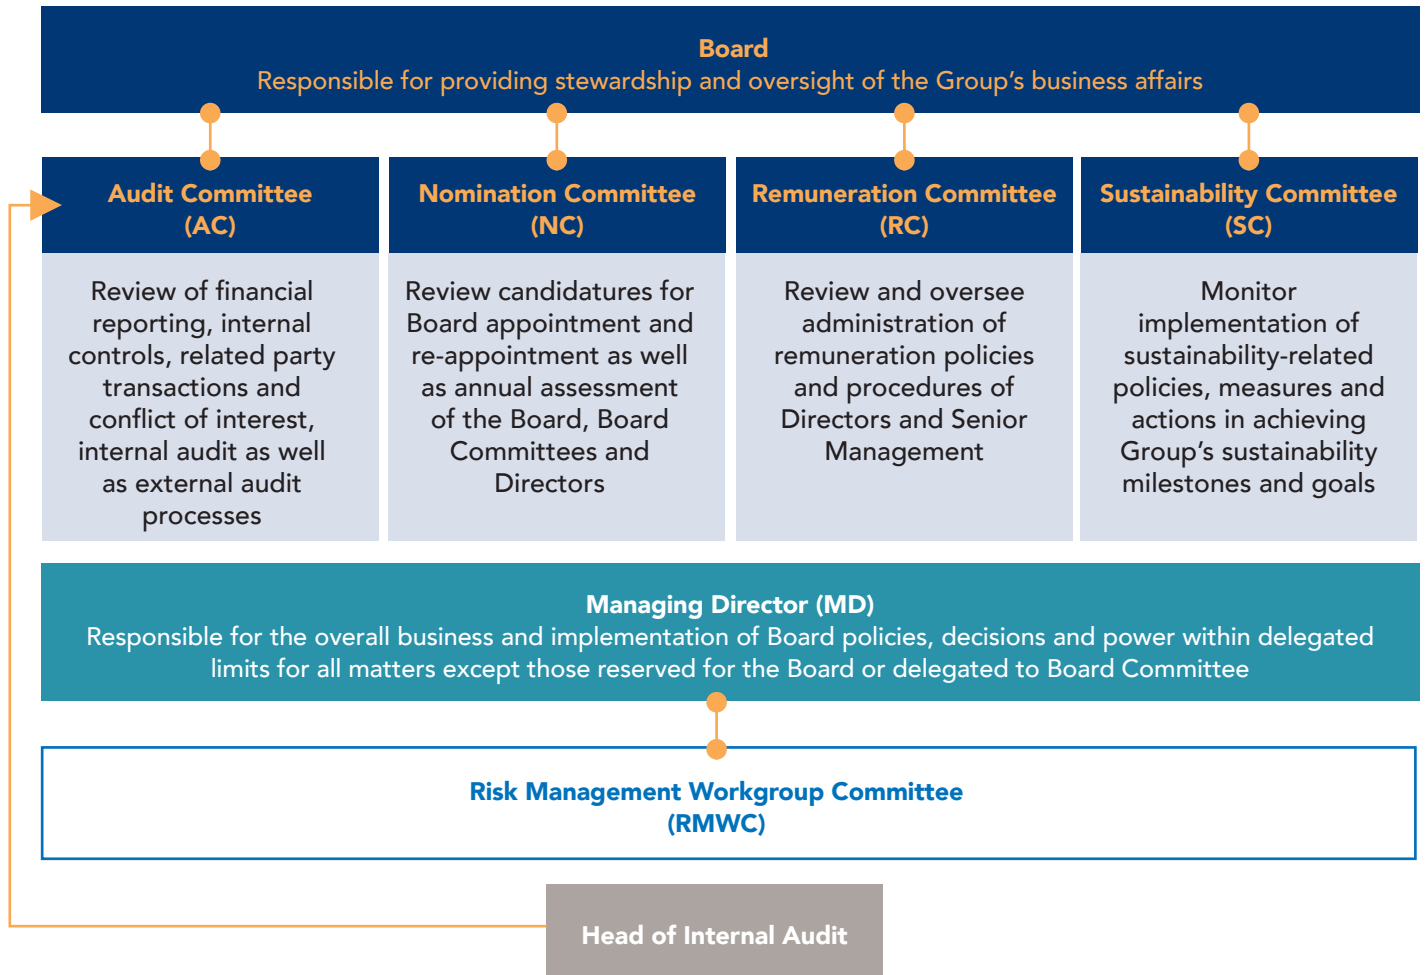 Board
Responsible for providing stewardship and oversight of the Group’s business affairs
Audit Committee
(AC)
Review of financial
reporting, internal
controls, related party
transactions and
conflict of interest,
internal audit as well
as external audit
processes
Nomination Committee
(NC)
Review candidatures for
Board appointment and
re-appointment as well
as annual assessment
of the Board, Board
Committees and
Directors
Remuneration Committee
(RC)
Review and oversee
administration of
remuneration policies
and procedures of
Directors and Senior
Management
Sustainability Committee
(SC)
Monitor
implementation of
sustainability-related
policies, measures and
actions in achieving
Group’s sustainability
milestones and goals
Managing Director (MD)
Responsible for the overall business and implementation of Board policies, decisions and power within delegated
limits for all matters except those reserved for the Board or delegated to Board Committee
Risk Management Workgroup Committee
(RMWC)
Head of Internal Audit